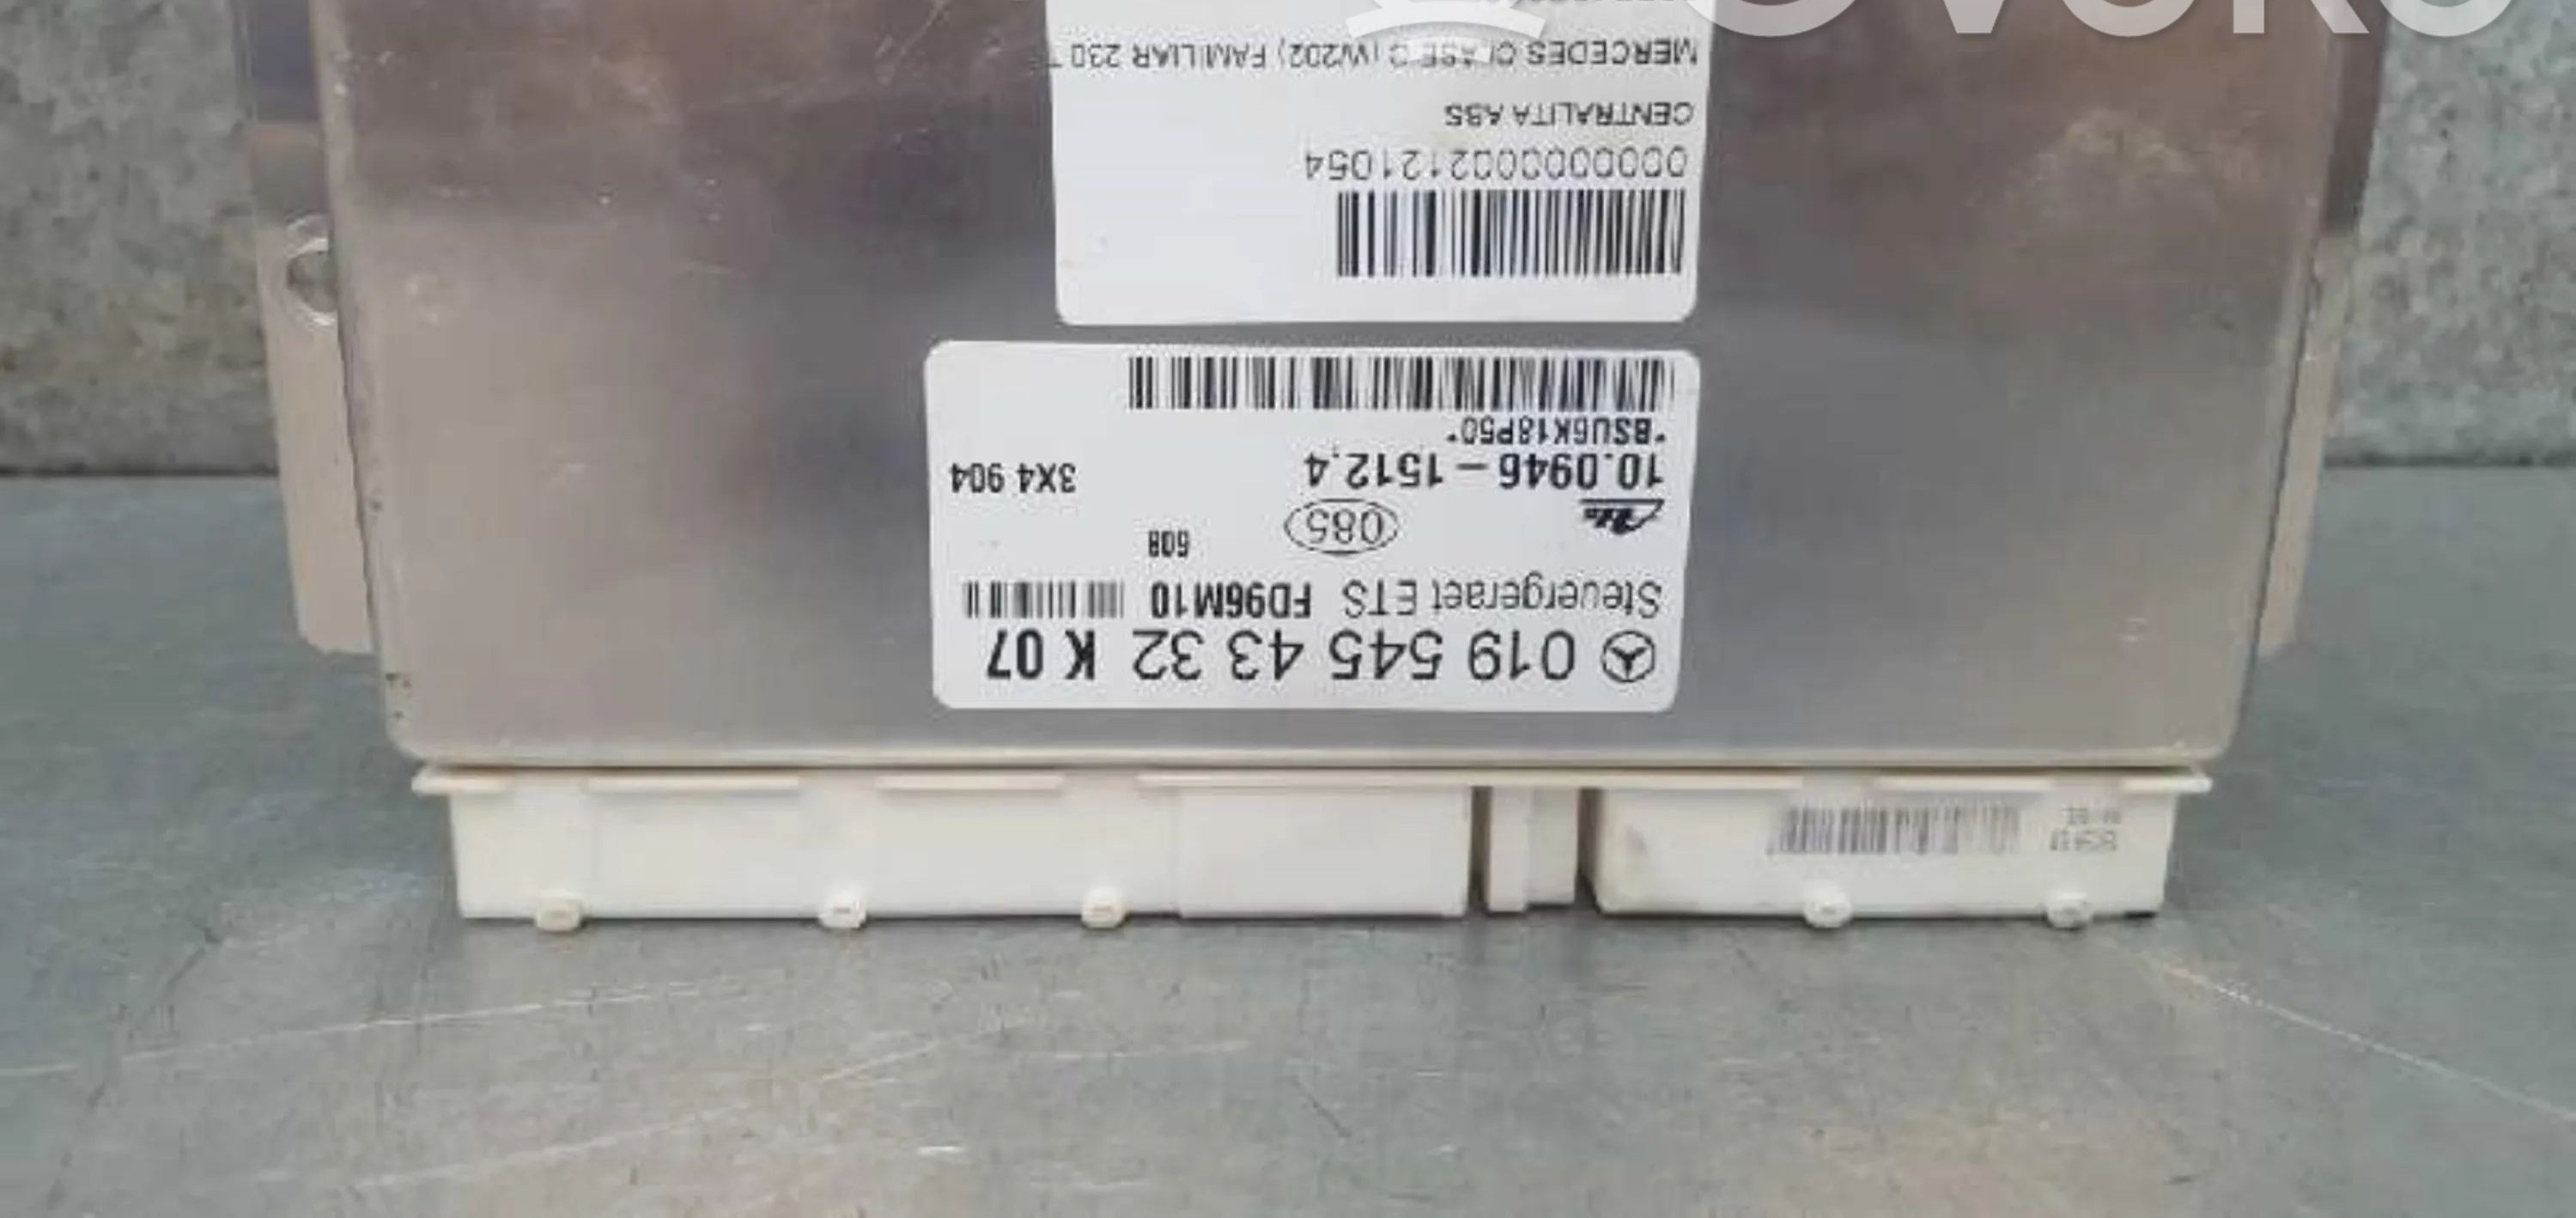 019 545 43 32 K 07
Steuergeraet ETS FD96M10
085 608
10.0946-1512.4 3X4 904
*BSU6K18P50*
0000000002121054
CENTRALITA ABS
MERCEDES CLASE C (W202) FAMILIAR 230 T